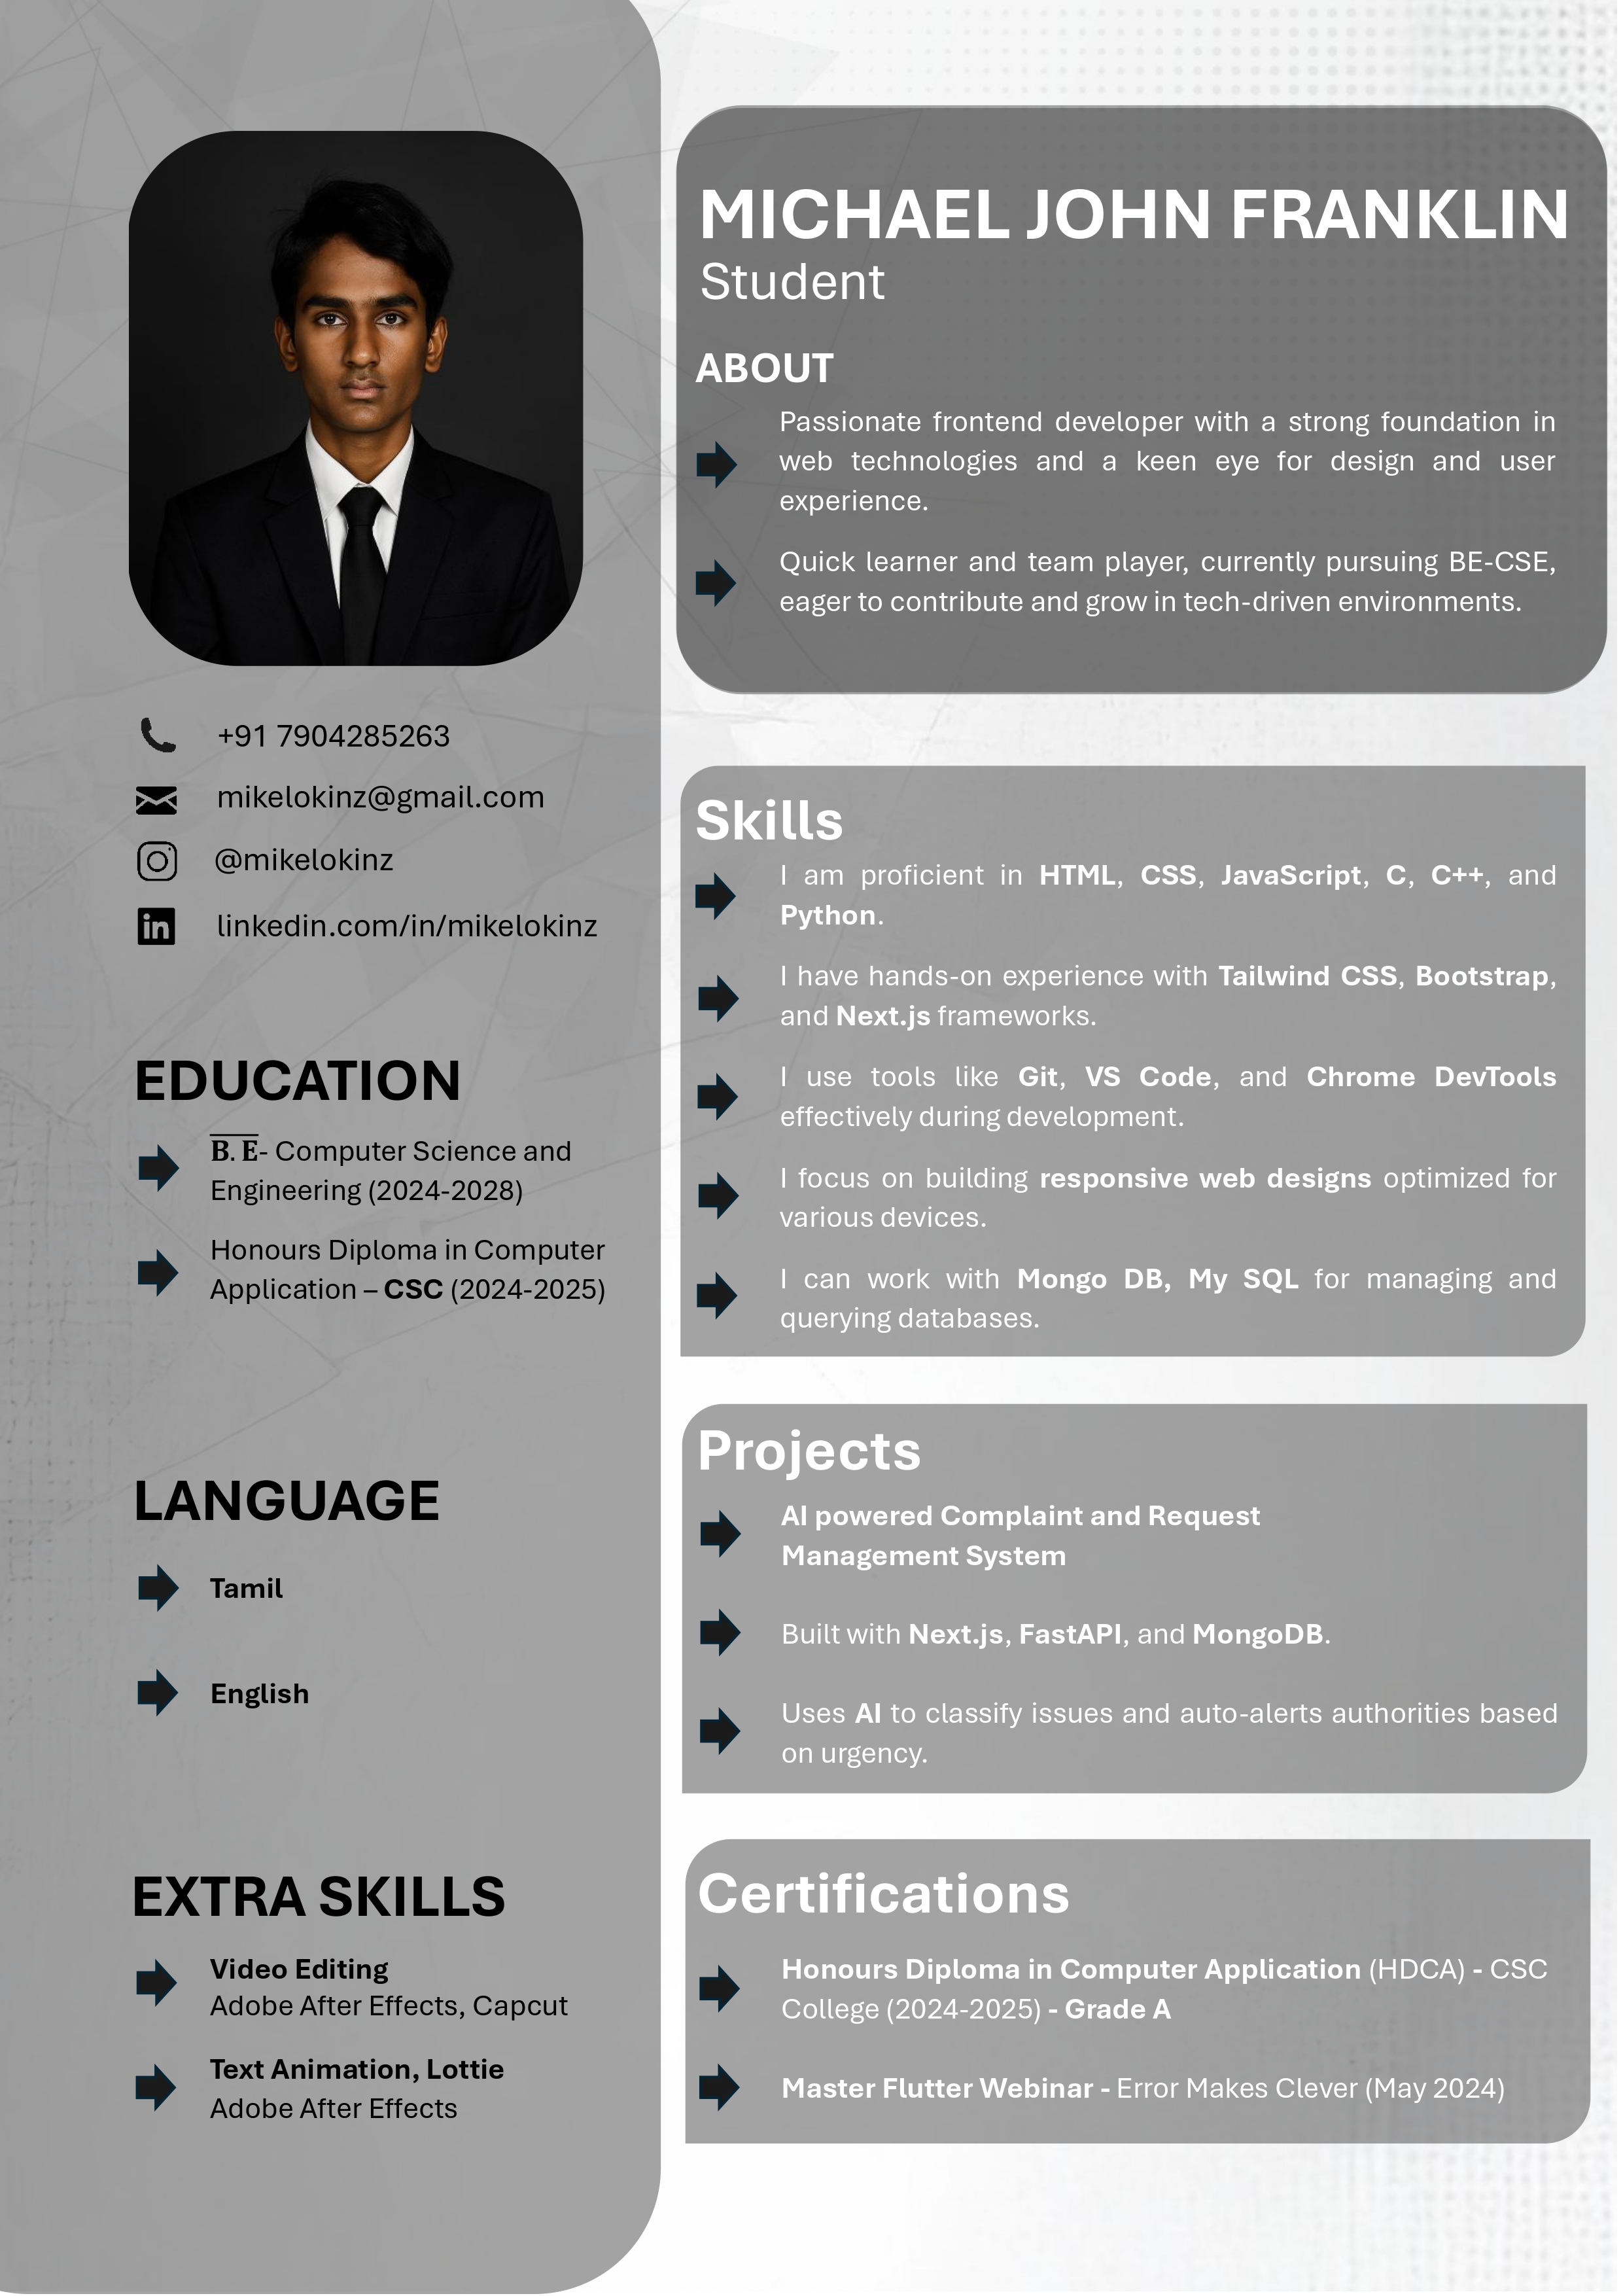 MICHAEL JOHN FRANKLIN
Student
ABOUT
Passionate frontend developer with a strong foundation in
web technologies and a keen eye for design and user
experience.
Quick learner and team player, currently pursuing BE-CSE,
eager to contribute and grow in tech-driven environments.
+91 7904285263
mikelokinz@gmail.com
@mikelokinz
linkedin.com/in/mikelokinz
EDUCATION
B. E- Computer Science and
Engineering (2024-2028)
Honours Diploma in Computer
Application – CSC (2024-2025)
LANGUAGE
Tamil
English
EXTRA SKILLS
Video Editing
Adobe After Effects, Capcut
Text Animation, Lottie
Adobe After Effects
Skills
I am proficient in HTML, CSS, JavaScript, C, C++, and
Python.
I have hands-on experience with Tailwind CSS, Bootstrap,
and Next.js frameworks.
I use tools like Git, VS Code, and Chrome DevTools
effectively during development.
I focus on building responsive web designs optimized for
various devices.
I can work with Mongo DB, My SQL for managing and
querying databases.
Projects
AI powered Complaint and Request
Management System
Built with Next.js, FastAPI, and MongoDB.
Uses AI to classify issues and auto-alerts authorities based
on urgency.
Certifications
Honours Diploma in Computer Application (HDCA) - CSC
College (2024-2025) - Grade A
Master Flutter Webinar - Error Makes Clever (May 2024)